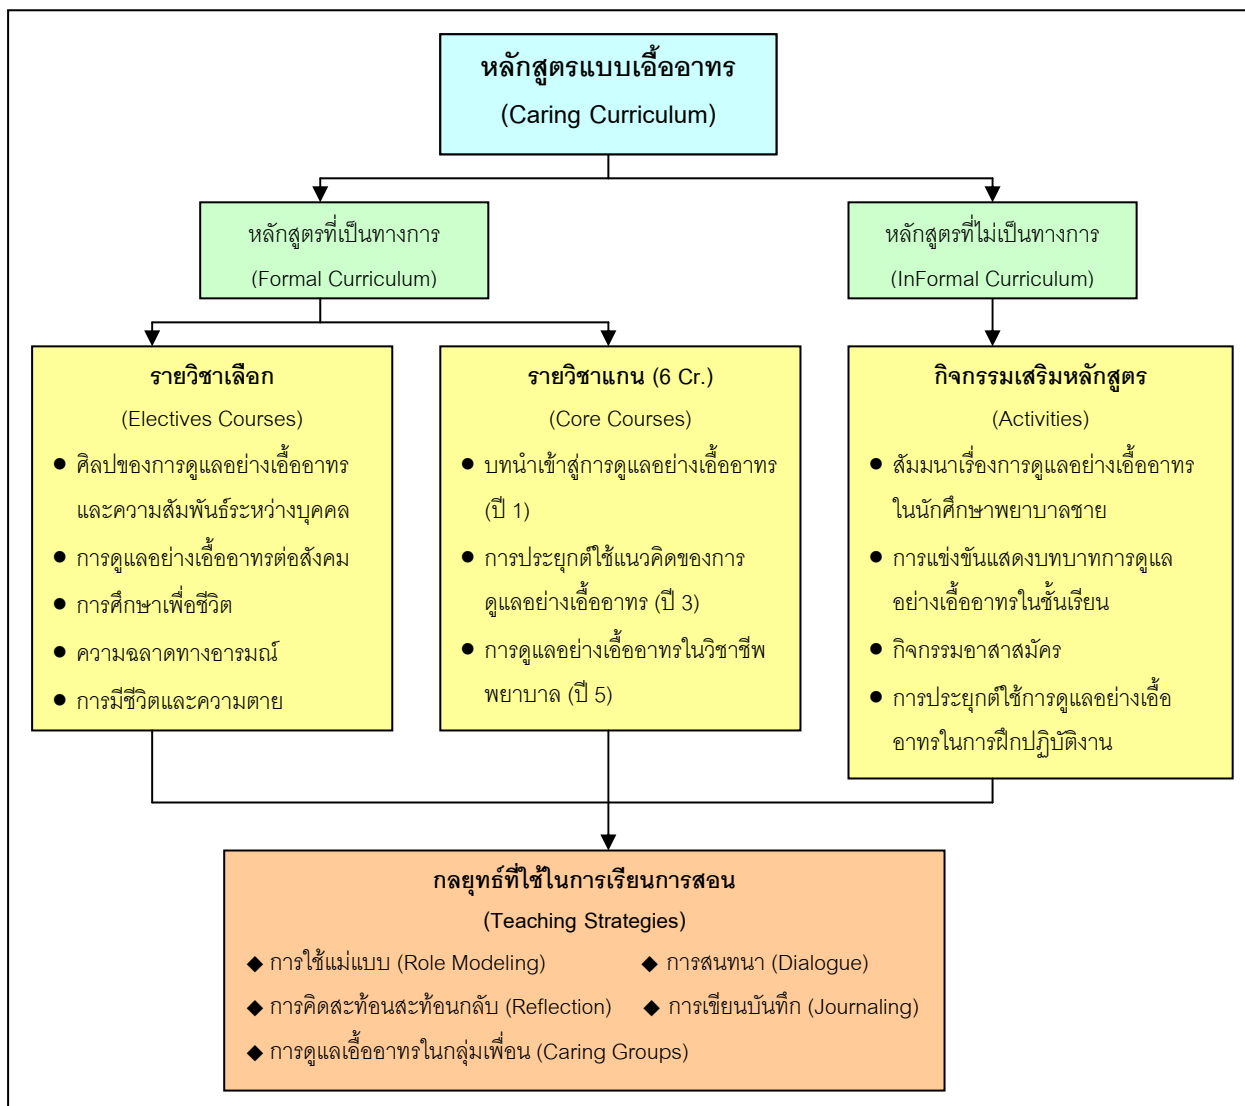 หลักสูตรแบบเอื้ออาทร
(Caring Curriculum)
หลักสูตรที่เป็นทางการ
(Formal Curriculum)
หลักสูตรที่ไม่เป็นทางการ
(InFormal Curriculum)
รายวิชาเลือก
(Electives Courses)
● ศิลปของการดูแลอย่างเอื้ออาทร
และความสัมพันธ์ระหว่างบุคคล
● การดูแลอย่างเอื้ออาทรต่อสังคม
● การศึกษาเพื่อชีวิต
● ความฉลาดทางอารมณ์
● การมีชีวิตและความตาย
รายวิชาแกน (6 Cr.)
(Core Courses)
● บทนำเข้าสู่การดูแลอย่างเอื้ออาทร
(ปี 1)
● การประยุกต์ใช้แนวคิดของการ
ดูแลอย่างเอื้ออาทร (ปี 3)
● การดูแลอย่างเอื้ออาทรในวิชาชีพ
พยาบาล (ปี 5)
กิจกรรมเสริมหลักสูตร
(Activities)
● สัมมนาเรื่องการดูแลอย่างเอื้ออาทร
ในนักศึกษาพยาบาลชาย
● การแข่งขันแสดงบทบาทการดูแล
อย่างเอื้ออาทรในชั้นเรียน
● กิจกรรมอาสาสมัคร
● การประยุกต์ใช้การดูแลอย่างเอื้อ
อาทรในการฝึกปฏิบัติงาน
กลยุทธ์ที่ใช้ในการเรียนการสอน
(Teaching Strategies)
◆ การใช้แม่แบบ (Role Modeling) ◆ การสนทนา (Dialogue)
◆ การคิดสะท้อนสะท้อนกลับ (Reflection) ◆ การเขียนบันทึก (Journaling)
◆ การดูแลเอื้ออาทรในกลุ่มเพื่อน (Caring Groups)